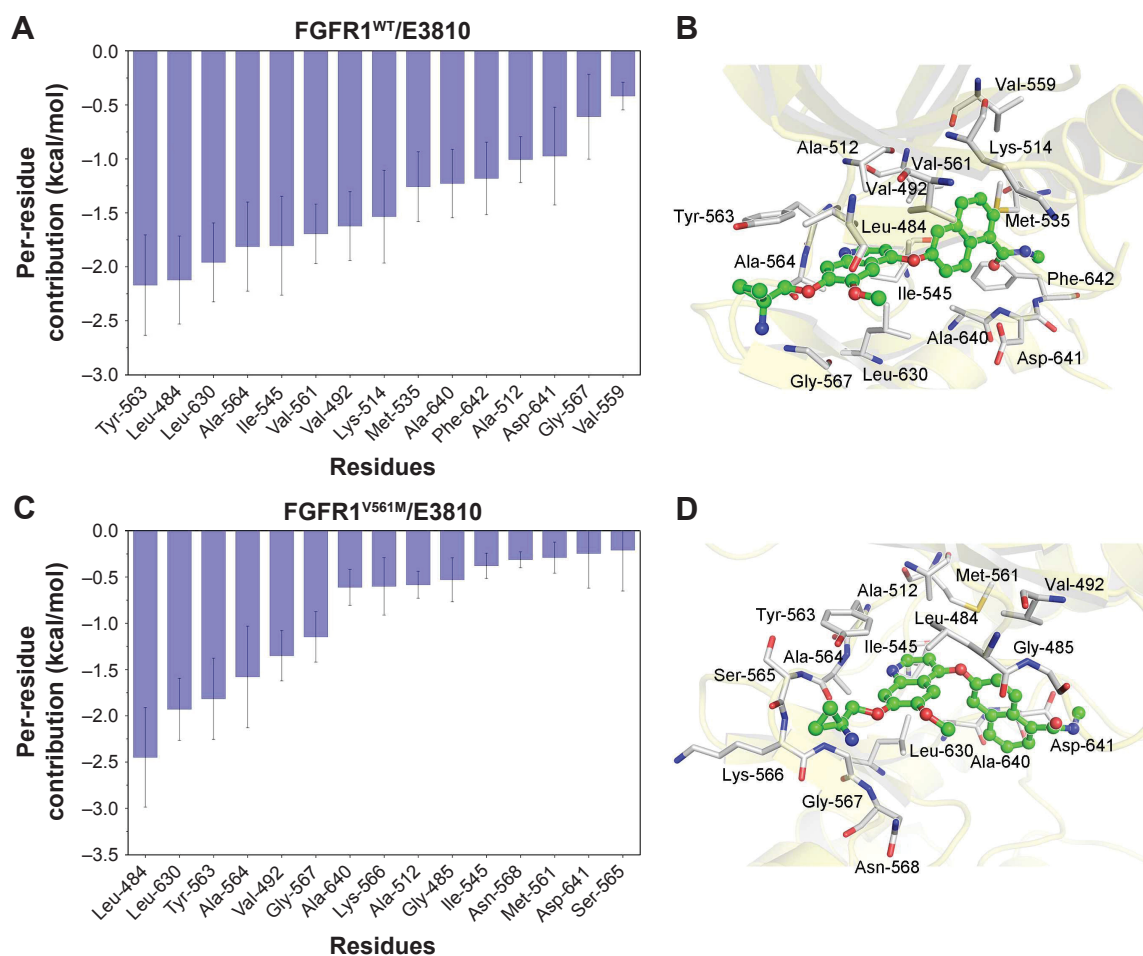 A
FGFR1^WT/E3810
Per-residue
contribution (kcal/mol)
0.0
–0.5
–1.0
–1.5
–2.0
–2.5
–3.0
Tyr-563
Leu-484
Leu-630
Ala-564
Ile-545
Val-561
Val-492
Lys-514
Met-535
Ala-640
Phe-642
Ala-512
Asp-641
Gly-567
Val-559
Residues
B
Val-559
Ala-512
Lys-514
Val-561
Val-492
Tyr-563
Leu-484
Met-535
Ala-564
Phe-642
Ile-545
Ala-640
Asp-641
Leu-630
Gly-567
C
FGFR1^V561M/E3810
Per-residue
contribution (kcal/mol)
0.0
–0.5
–1.0
–1.5
–2.0
–2.5
–3.0
–3.5
Leu-484
Leu-630
Tyr-563
Ala-564
Val-492
Gly-567
Ala-640
Lys-566
Ala-512
Gly-485
Ile-545
Asn-568
Met-561
Asp-641
Ser-565
Residues
D
Met-561
Val-492
Ala-512
Tyr-563
Leu-484
Ile-545
Gly-485
Ala-564
Ser-565
Leu-630
Asp-641
Ala-640
Lys-566
Gly-567
Asn-568